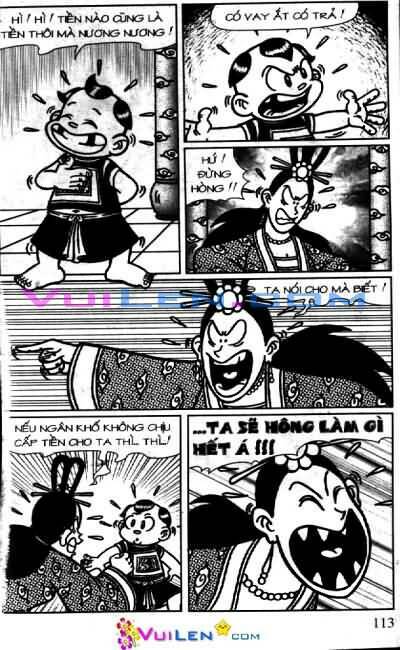 HÌ! HÌ! TIỀN NÀO CŨNG LÀ
TIỀN THÔI MÀ NƯƠNG NƯƠNG!
CÓ VAY ẮT CÓ TRẢ!
HỨ!
ĐỪNG
HÒNG!!
TA NÓI CHO MÀ BIẾT!
VUILEN.COM
NẾU NGÂN KHỐ KHÔNG CHỊU
CẤP TIỀN CHO TA THÌ... THÌ!
...TA SẼ HÔNG LÀM GÌ
HẾT Á!!!
113
VUILEN.COM